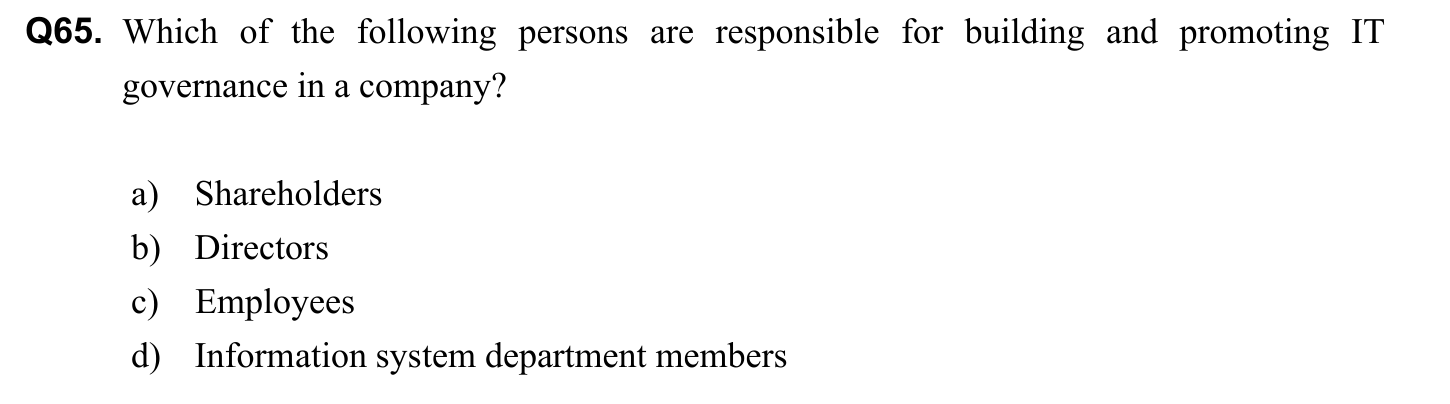 Q65. Which of the following persons are responsible for building and promoting IT
governance in a company?
a) Shareholders
b) Directors
c) Employees
d) Information system department members